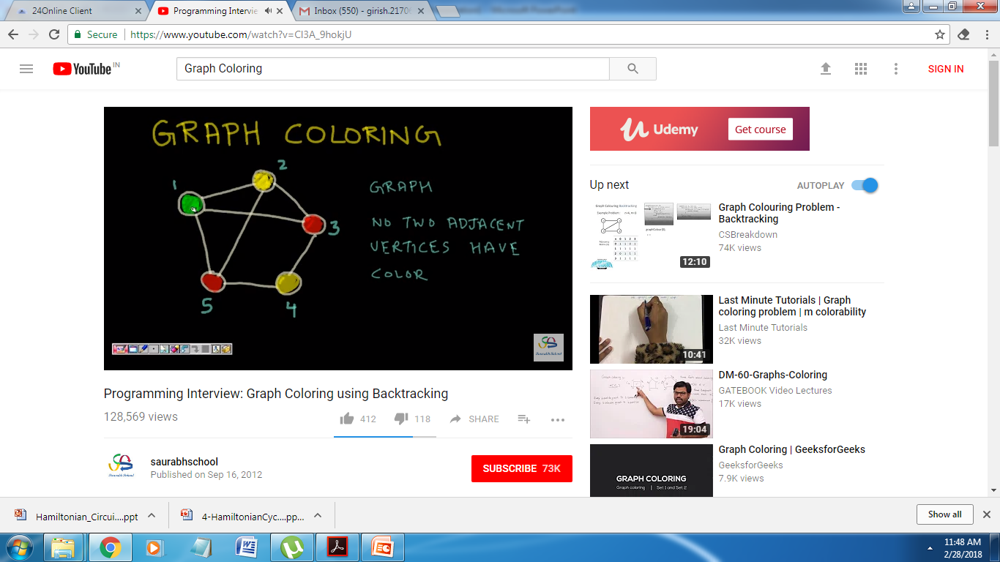 24Online Client
Programming Intervie
Inbox (550) - girish.2170
Secure
https://www.youtube.com/watch?v=Cl3A_9hokjU
YouTube IN
Graph Coloring
SIGN IN
GRAPH COLORING
1
2
3
4
5
GRAPH
NO TWO ADJACENT
VERTICES HAVE
COLOR
Saurabh School
Udemy
Get course
Up next
AUTOPLAY
12:10
Graph Colouring Problem -
Backtracking
CSBreakdown
74K views
10:41
Last Minute Tutorials | Graph
coloring problem | m colorability
Last Minute Tutorials
32K views
19:04
DM-60-Graphs-Coloring
GATEBOOK Video Lectures
17K views
GRAPH COLORING
Graph coloring | Set 1 and Set 2
Graph Coloring | GeeksforGeeks
GeeksforGeeks
7.9K views
Programming Interview: Graph Coloring using Backtracking
128,569 views
412
118
SHARE
saurabhschool
Published on Sep 16, 2012
SUBSCRIBE 73K
Hamiltonian_Circui....ppt
4-HamiltonianCyc....pp...
Show all
11:48 AM
2/28/2018